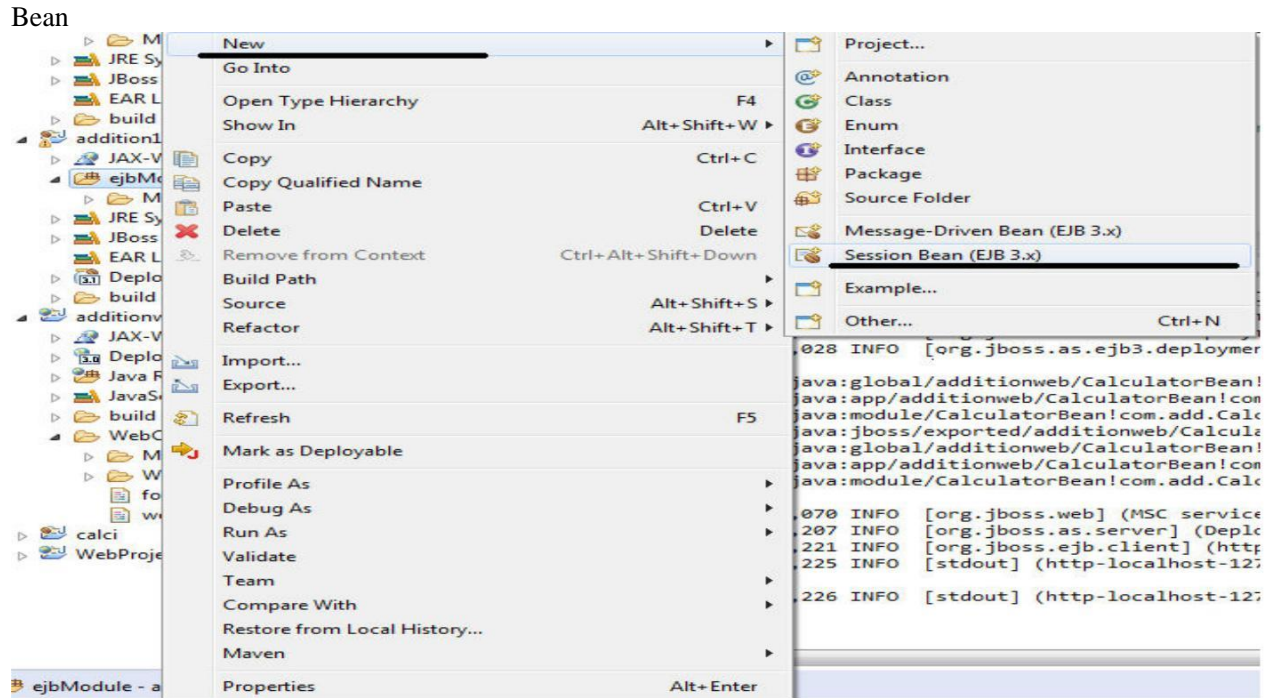 Bean
M
JRE Sy
JBoss
EAR L
build
addition1
JAX-V
ejbMo
M
JRE Sy
JBoss
EAR L
Deplo
build
additionw
JAX-V
Deplo
Java R
JavaSc
build
WebC
M
W
fo
we
calci
WebProje
New
Go Into
Open Type Hierarchy F4
Show In Alt+Shift+W
Copy Ctrl+C
Copy Qualified Name
Paste Ctrl+V
Delete Delete
Remove from Context Ctrl+Alt+Shift+Down
Build Path
Source Alt+Shift+S
Refactor Alt+Shift+T
Import...
Export...
Refresh F5
Mark as Deployable
Profile As
Debug As
Run As
Validate
Team
Compare With
Restore from Local History...
Maven
Properties Alt+Enter
Project...
Annotation
Class
Enum
Interface
Package
Source Folder
Message-Driven Bean (EJB 3.x)
Session Bean (EJB 3.x)
Example...
Other... Ctrl+N
,028 INFO [org.jboss.as.ejb3.deploymer
java:global/additionweb/CalculatorBean!
java:app/additionweb/CalculatorBean!com
java:module/CalculatorBean!com.add.Calc
java:jboss/exported/additionweb/Calcula
java:global/additionweb/CalculatorBean!
java:app/additionweb/CalculatorBean!com
java:module/CalculatorBean!com.add.Calc
,070 INFO [org.jboss.web] (MSC service
,207 INFO [org.jboss.as.server] (Deplo
,221 INFO [org.jboss.ejb.client] (http
,225 INFO [stdout] (http-localhost-127
,226 INFO [stdout] (http-localhost-127
ejbModule - a